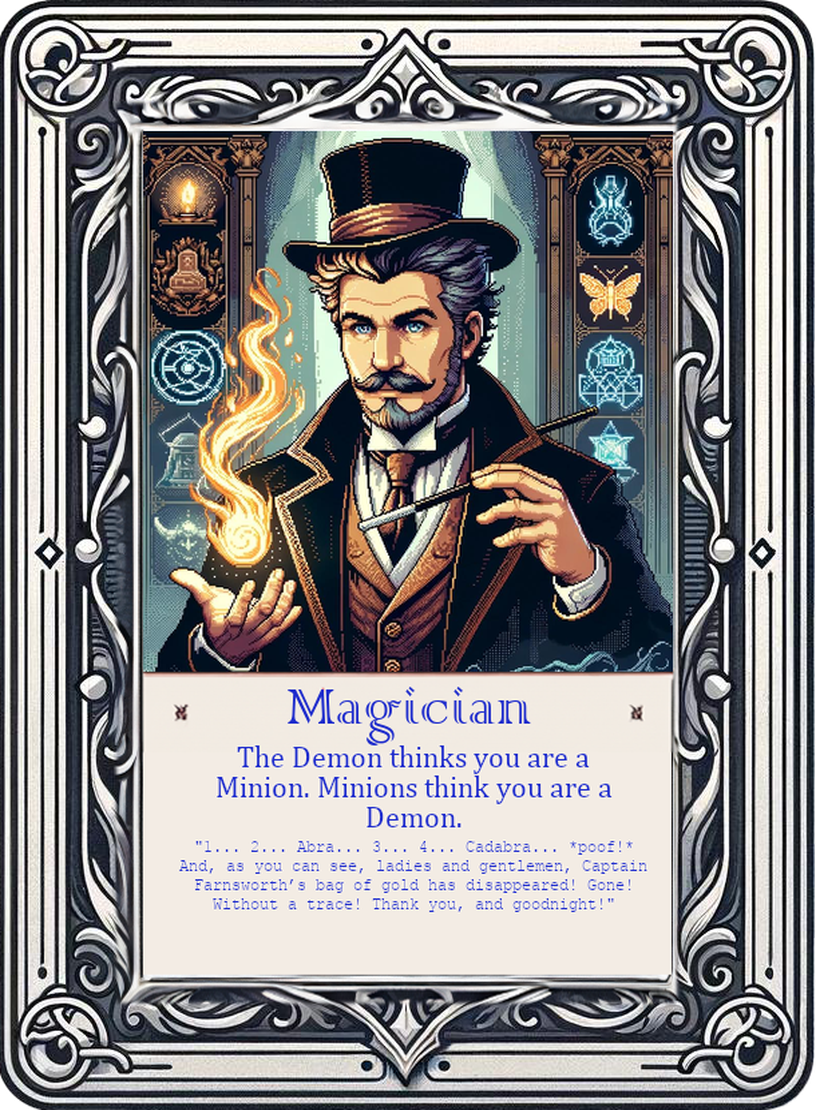 Magician
The Demon thinks you are a
Minion. Minions think you are a
Demon.
"1... 2... Abra... 3... 4... Cadabra... *poof!*
And, as you can see, ladies and gentlemen, Captain
Farnsworth’s bag of gold has disappeared! Gone!
Without a trace! Thank you, and goodnight!"